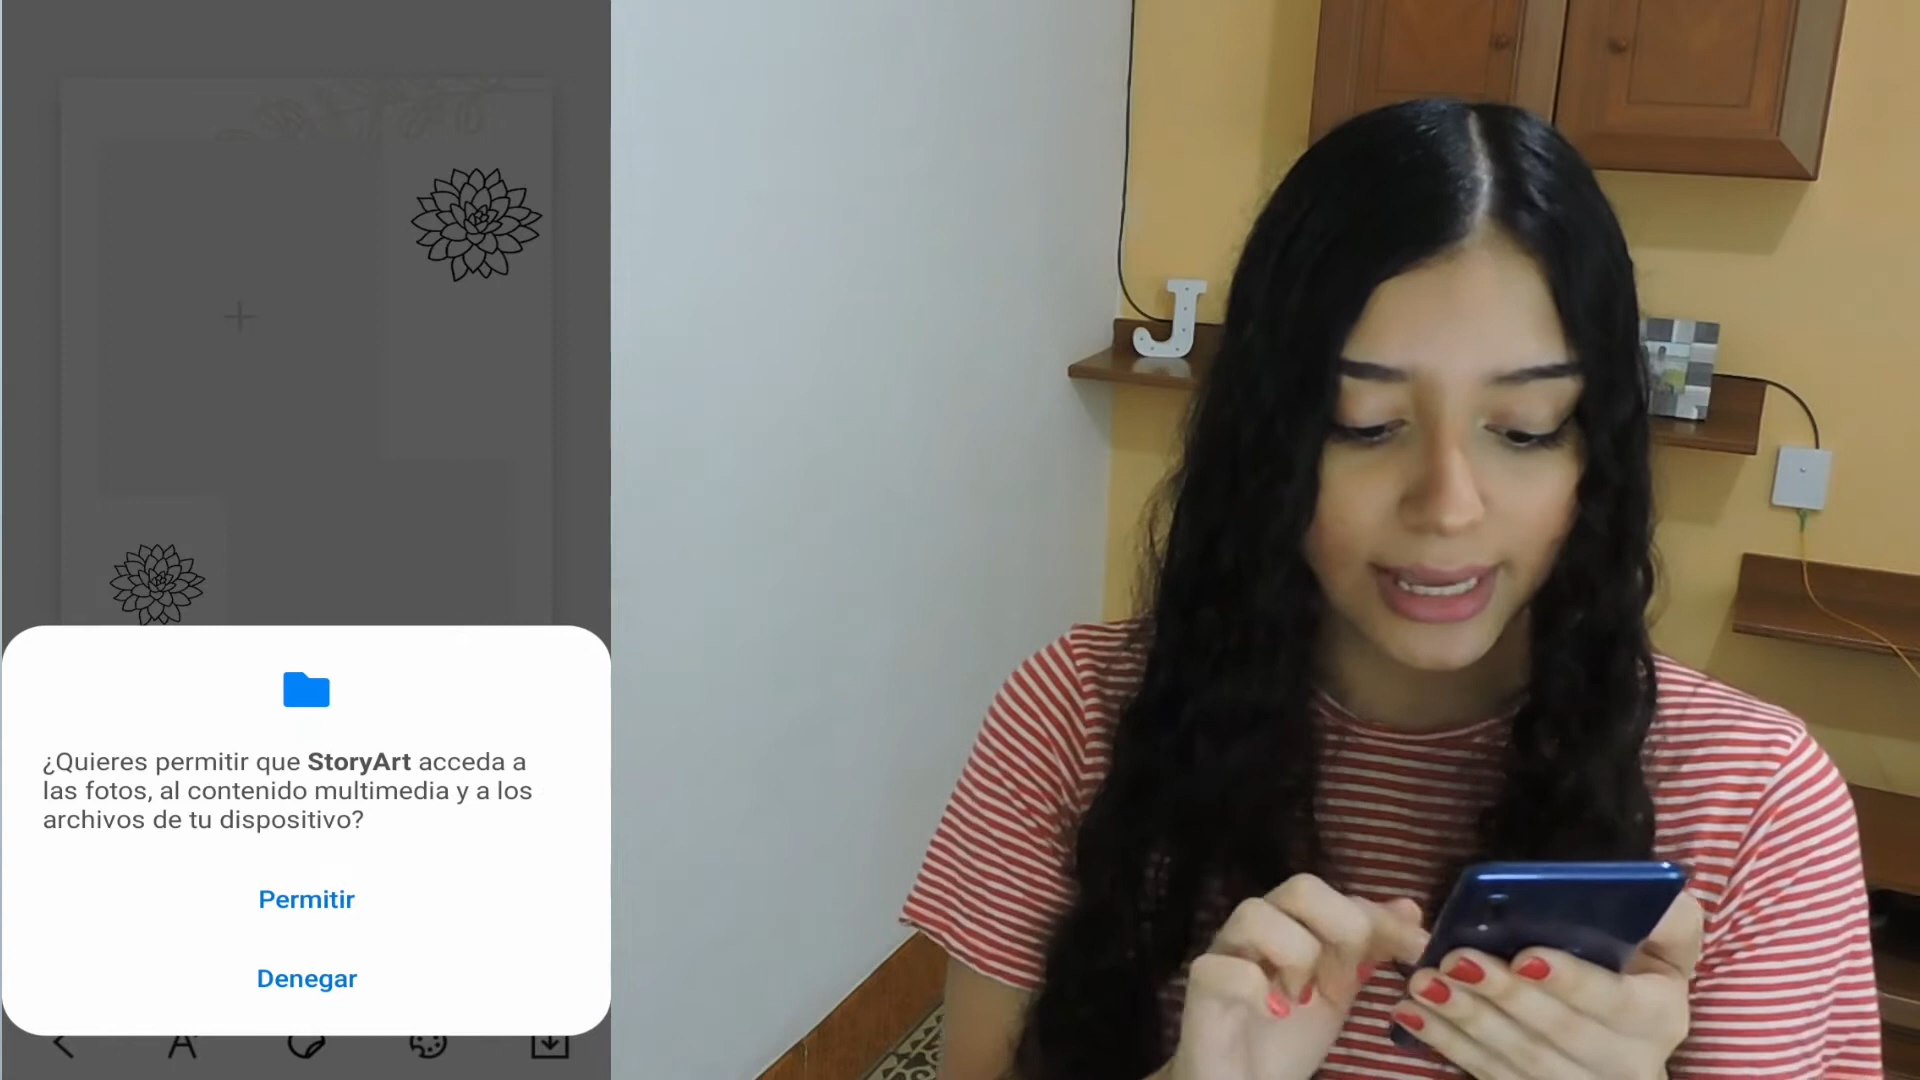 J
¿Quieres permitir que StoryArt acceda a
las fotos, al contenido multimedia y a los
archivos de tu dispositivo?
Permitir
Denegar
A